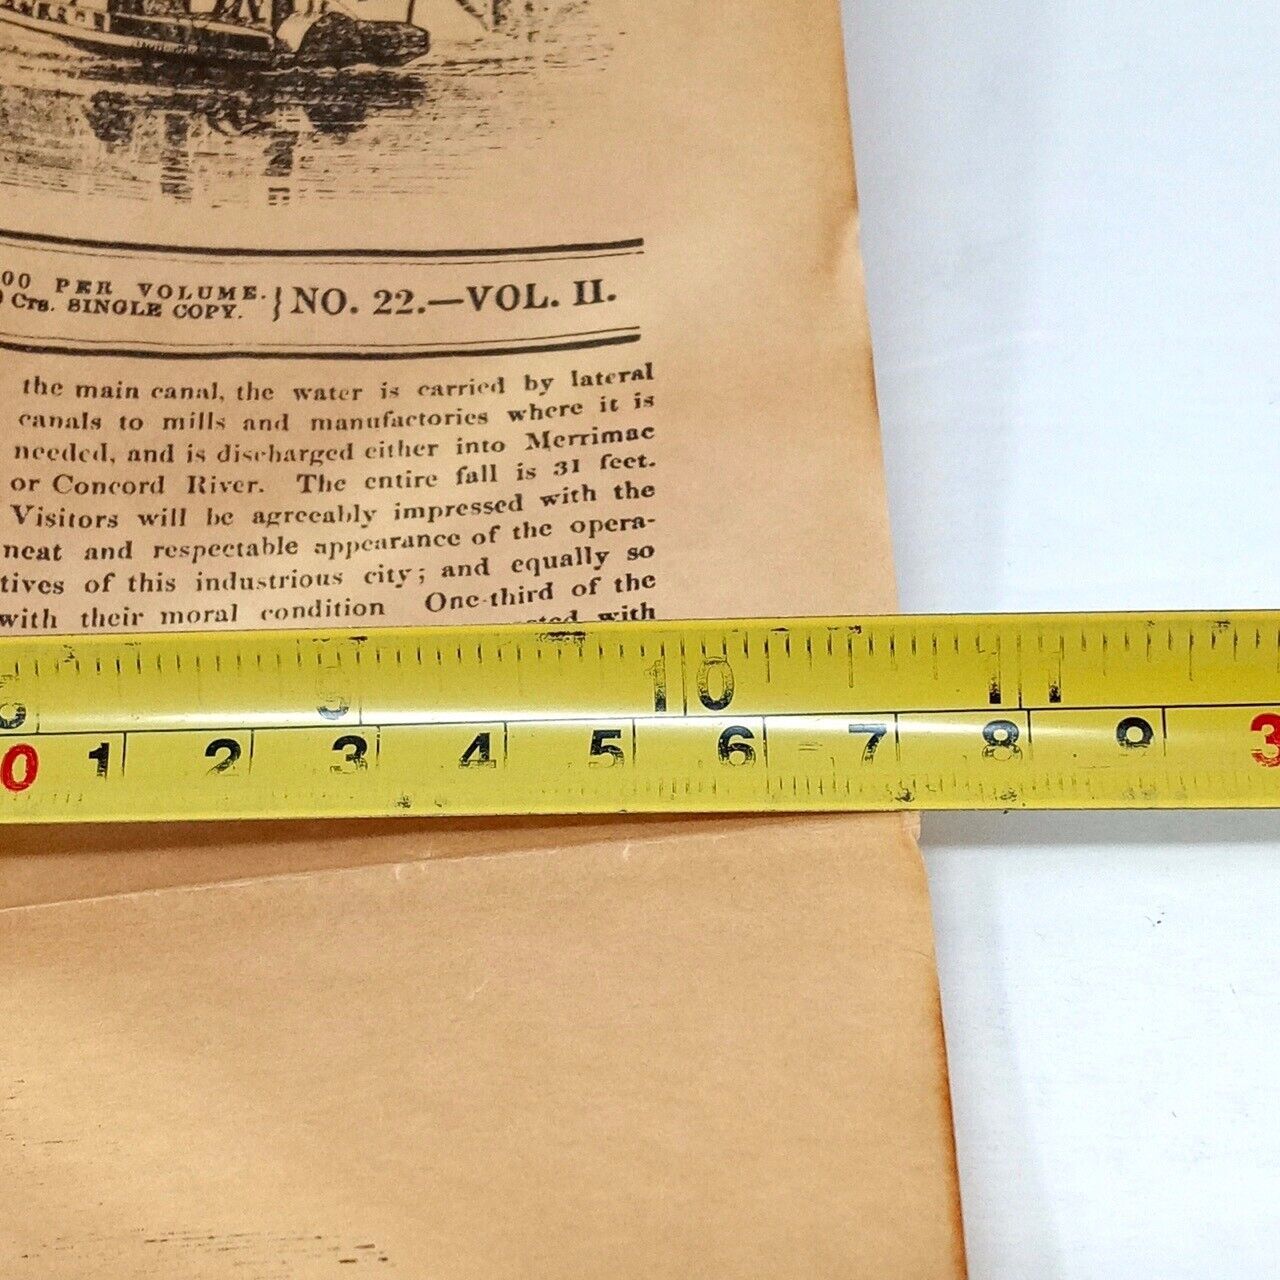 00 PER VOLUME.
Cts. SINGLE COPY. } NO. 22.—VOL. II.
the main canal, the water is carried by lateral
canals to mills and manufactories where it is
needed, and is discharged either into Merrimac
or Concord River. The entire fall is 31 feet.
Visitors will be agreeably impressed with the
neat and respectable appearance of the opera-
tives of this industrious city; and equally so
with their moral condition One-third of the
with
9 10 11
0 1 2 3 4 5 6 7 8 9 3